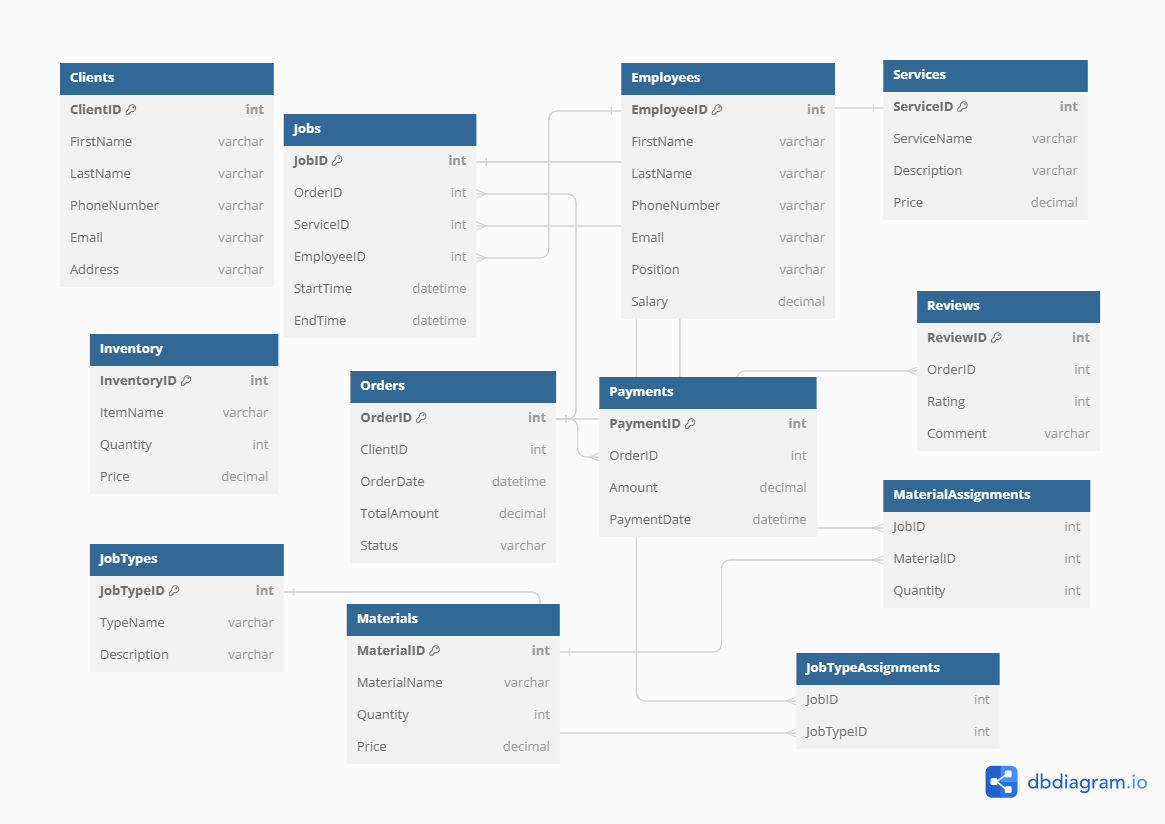 Clients
ClientID int
FirstName varchar
LastName varchar
PhoneNumber varchar
Email varchar
Address varchar
Jobs
JobID int
OrderID int
ServiceID int
EmployeeID int
StartTime datetime
EndTime datetime
Employees
EmployeeID int
FirstName varchar
LastName varchar
PhoneNumber varchar
Email varchar
Position varchar
Salary decimal
Services
ServiceID int
ServiceName varchar
Description varchar
Price decimal
Reviews
ReviewID int
OrderID int
Rating int
Comment varchar
Inventory
InventoryID int
ItemName varchar
Quantity int
Price decimal
Orders
OrderID int
ClientID int
OrderDate datetime
TotalAmount decimal
Status varchar
Payments
PaymentID int
OrderID int
Amount decimal
PaymentDate datetime
MaterialAssignments
JobID int
MaterialID int
Quantity int
JobTypes
JobTypeID int
TypeName varchar
Description varchar
Materials
MaterialID int
MaterialName varchar
Quantity int
Price decimal
JobTypeAssignments
JobID int
JobTypeID int
dbdiagram.io